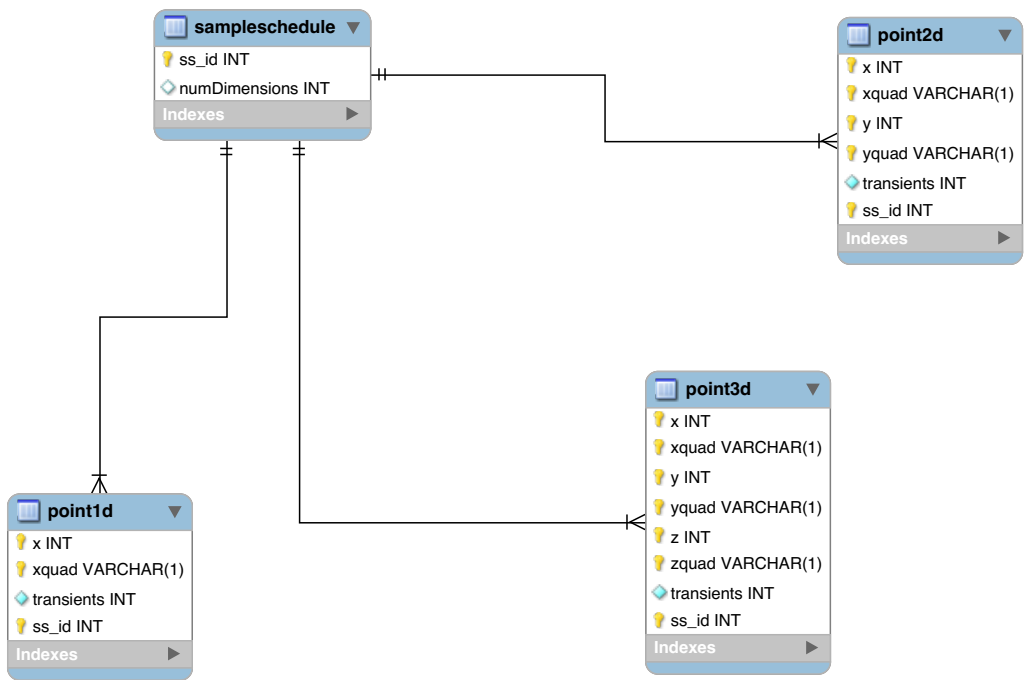 sampleschedule
ss_id INT
numDimensions INT
Indexes
point2d
x INT
xquad VARCHAR(1)
y INT
yquad VARCHAR(1)
transients INT
ss_id INT
Indexes
point3d
x INT
xquad VARCHAR(1)
y INT
yquad VARCHAR(1)
z INT
zquad VARCHAR(1)
transients INT
ss_id INT
Indexes
point1d
x INT
xquad VARCHAR(1)
transients INT
ss_id INT
Indexes